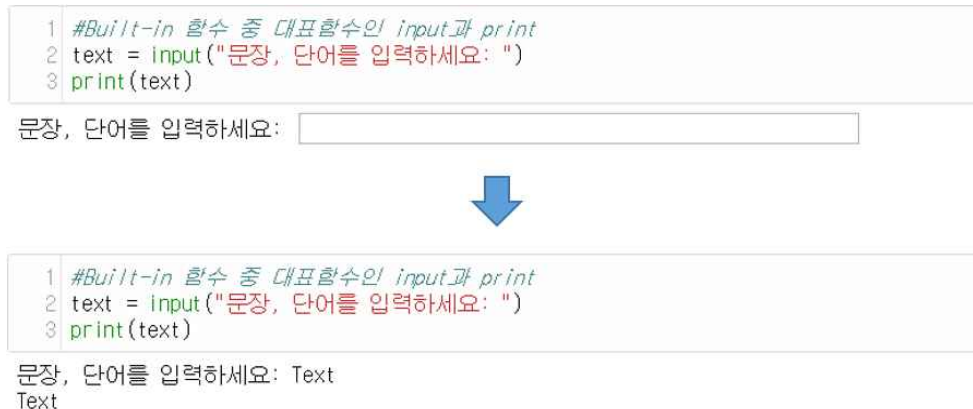 1 #Built-in 함수 중 대표함수인 input과 print
2 text = input("문장, 단어를 입력하세요: ")
3 print(text)
문장, 단어를 입력하세요:
1 #Built-in 함수 중 대표함수인 input과 print
2 text = input("문장, 단어를 입력하세요: ")
3 print(text)
문장, 단어를 입력하세요: Text
Text